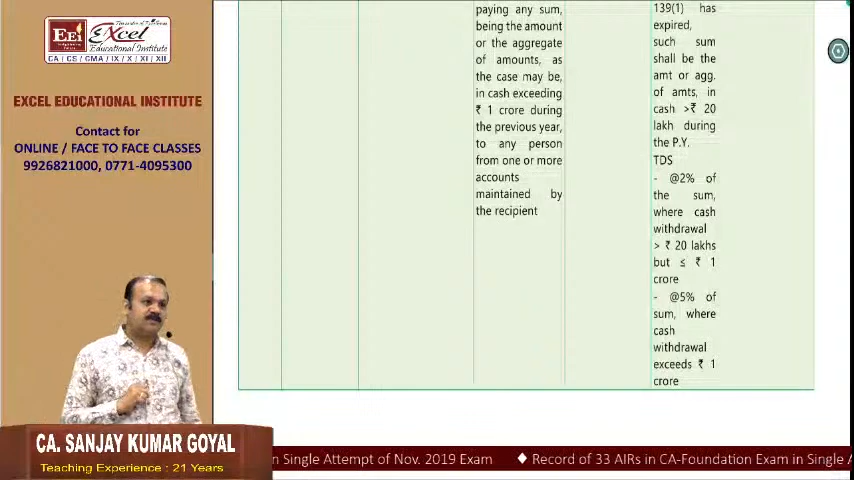 EEi
Excel
Educational Institute
CA / CS / CMA / IX / X / XI / XII
EXCEL EDUCATIONAL INSTITUTE
Contact for
ONLINE / FACE TO FACE CLASSES
9926821000, 0771-4095300
paying any sum,
being the amount
or the aggregate
of amounts, as
the case may be,
in cash exceeding
₹ 1 crore during
the previous year,
to any person
from one or more
accounts
maintained by
the recipient
139(1) has
expired,
such sum
shall be the
amt or agg.
of amts, in
cash >₹ 20
lakh during
the P.Y.
TDS
- @2% of
the sum,
where cash
withdrawal
> ₹ 20 lakhs
but ≤ ₹ 1
crore
- @5% of
sum, where
cash
withdrawal
exceeds ₹ 1
crore
CA. SANJAY KUMAR GOYAL
Teaching Experience : 21 Years
n Single Attempt of Nov. 2019 Exam ◆ Record of 33 AIRs in CA-Foundation Exam in Single A